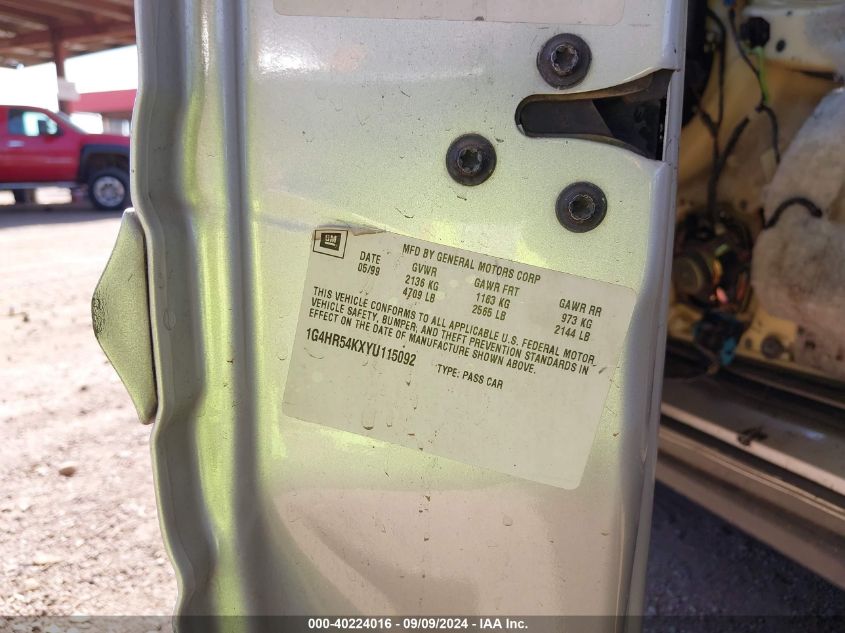 GM
MFD BY GENERAL MOTORS CORP
DATE GVWR GAWR FRT GAWR RR
05/99 2136 KG 1163 KG 973 KG
4709 LB 2565 LB 2144 LB
THIS VEHICLE CONFORMS TO ALL APPLICABLE U.S. FEDERAL MOTOR
VEHICLE SAFETY, BUMPER, AND THEFT PREVENTION STANDARDS IN
EFFECT ON THE DATE OF MANUFACTURE SHOWN ABOVE.
1G4HR54KXYU115092 TYPE: PASS CAR
000-40224016 - 09/09/2024 - IAA Inc.